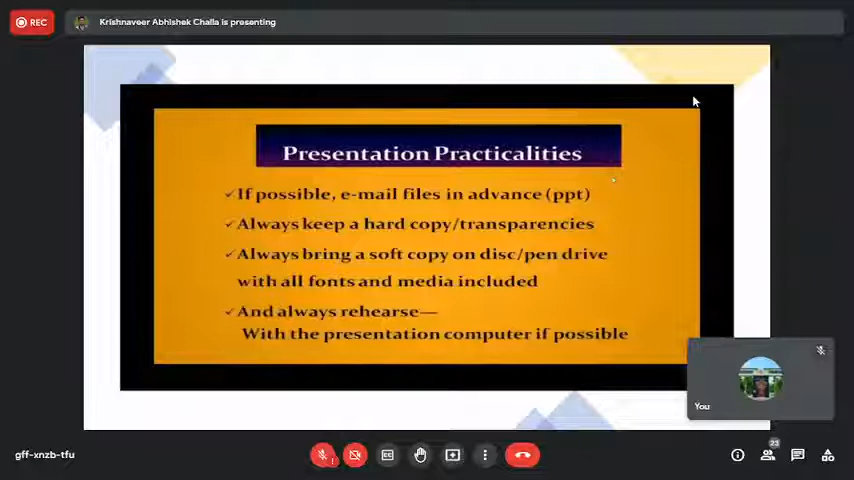 REC
Krishnaveer Abhishek Challa is presenting
Presentation Practicalities
If possible, e-mail files in advance (ppt)
Always keep a hard copy/transparencies
Always bring a soft copy on disc/pen drive
with all fonts and media included
And always rehearse—
With the presentation computer if possible
You
gff-xnzb-tfu
CC
23